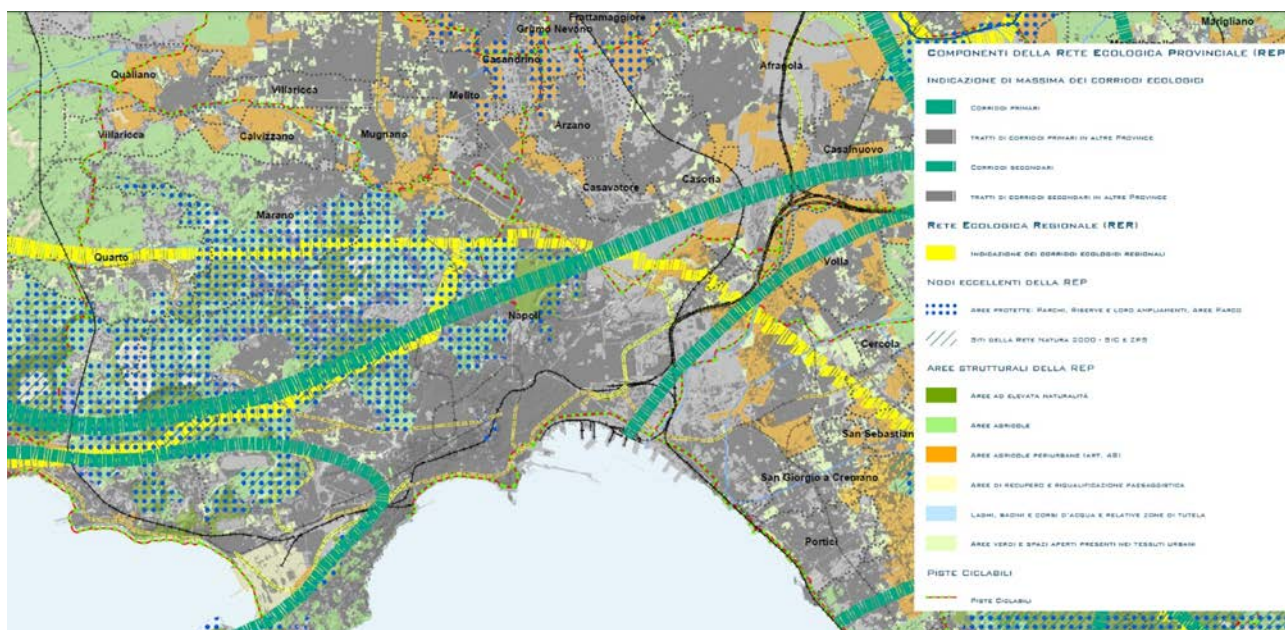 Frattamaggiore
Grumo Nevano
Marigliano
Casandrino
Afragola
Qualiano
Villaricca
Melito
Arzano
Villaricca
Calvizzano
Mugnano
Casalnuovo
Casavatore
Casoria
Marano
Quarto
Volla
Napoli
Cercola
San Sebastian
San Giorgio a Cremano
Portici
COMPONENTI DELLA RETE ECOLOGICA PROVINCIALE (REP
INDICAZIONE DI MASSIMA DEI CORRIDOI ECOLOGICI
CORRIDOI PRIMARI
TRATTI DI CORRIDOI PRIMARI IN ALTRE PROVINCE
CORRIDOI SECONDARI
TRATTI DI CORRIDOI SECONDARI IN ALTRE PROVINCE
RETE ECOLOGICA REGIONALE (RER)
INDICAZIONE DEI CORRIDOI ECOLOGICI REGIONALI
NODI ECCELLENTI DELLA REP
AREE PROTETTE: PARCHI, RISERVE E LORO AMPLIAMENTI, AREE PARCO
SITI DELLA RETE NATURA 2000 - SIC E ZPS
AREE STRUTTURALI DELLA REP
AREE AD ELEVATA NATURALITÀ
AREE AGRICOLE
AREE AGRICOLE PERIURBANE (ART. 48)
AREE DI RECUPERO E RIQUALIFICAZIONE PAESAGGISTICA
LAGHI, BACINI E CORSI D'ACQUA E RELATIVE ZONE DI TUTELA
AREE VERDI E SPAZI APERTI PRESENTI NEI TESSUTI URBANI
PISTE CICLABILI
PISTE CICLABILI